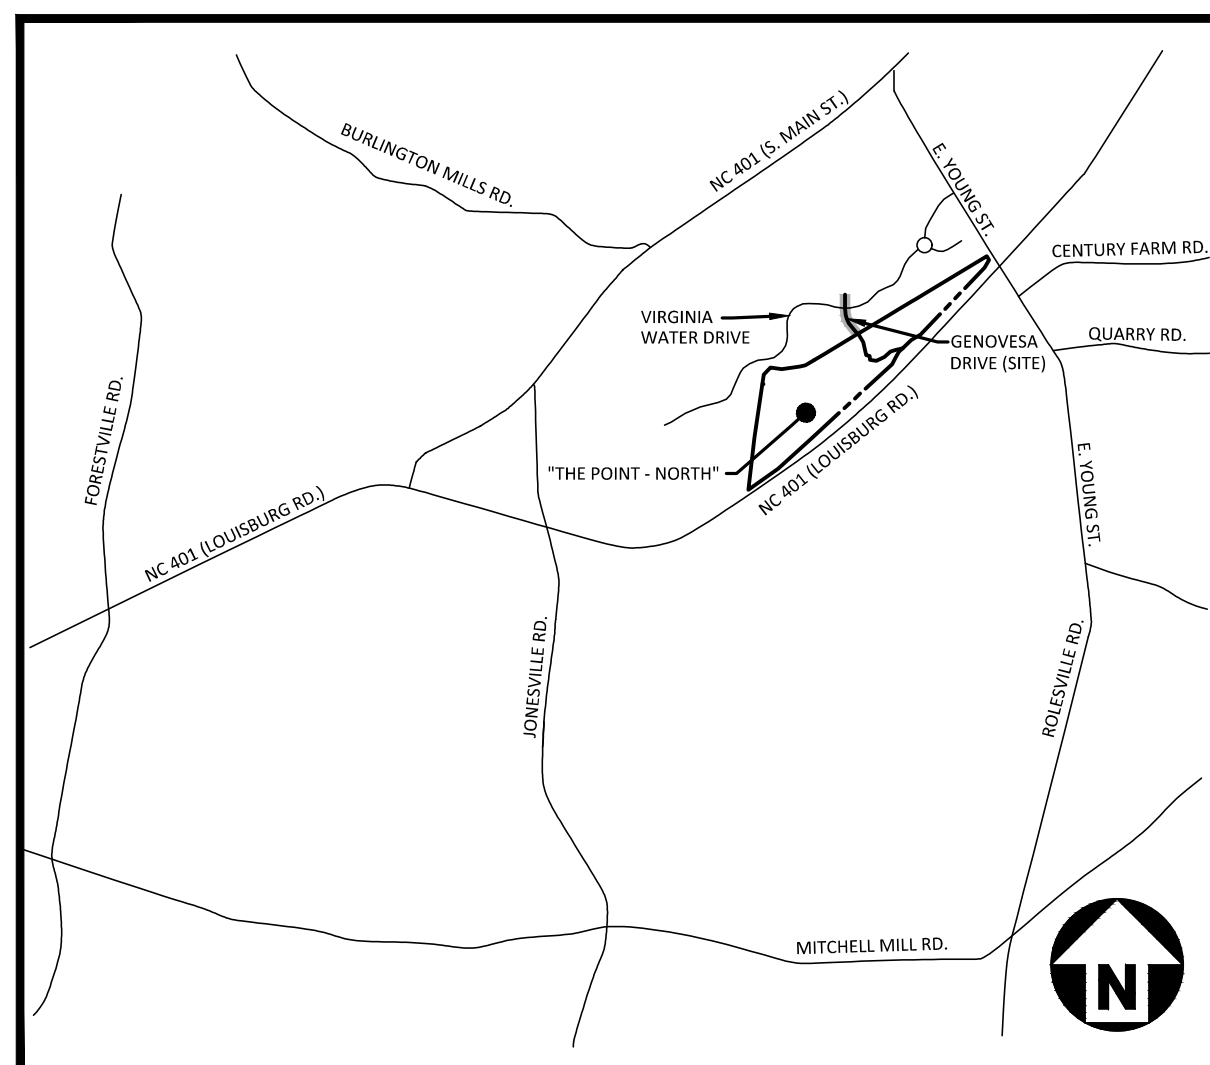 BURLINGTON MILLS RD.
NC 401 (S. MAIN ST.)
E. YOUNG ST.
CENTURY FARM RD.
VIRGINIA
WATER DRIVE
QUARRY RD.
GENOVESA
DRIVE (SITE)
FORESTVILLE RD.
"THE POINT - NORTH"
NC 401 (LOUISBURG RD.)
NC 401 (LOUISBURG RD.)
E. YOUNG ST.
JONESVILLE RD.
ROLESVILLE RD.
MITCHELL MILL RD.
N